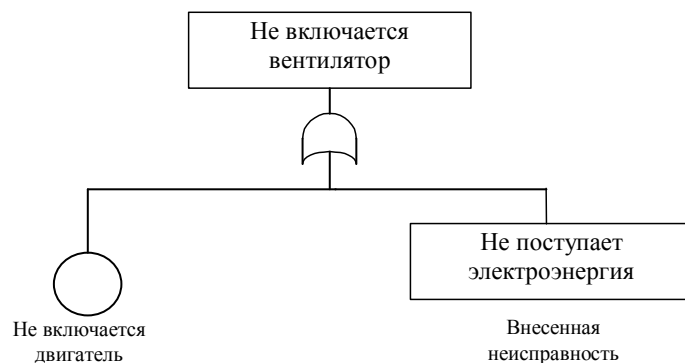 Не включается
вентилятор
Не поступает
электроэнергия
Не включается
двигатель
Внесенная
неисправность